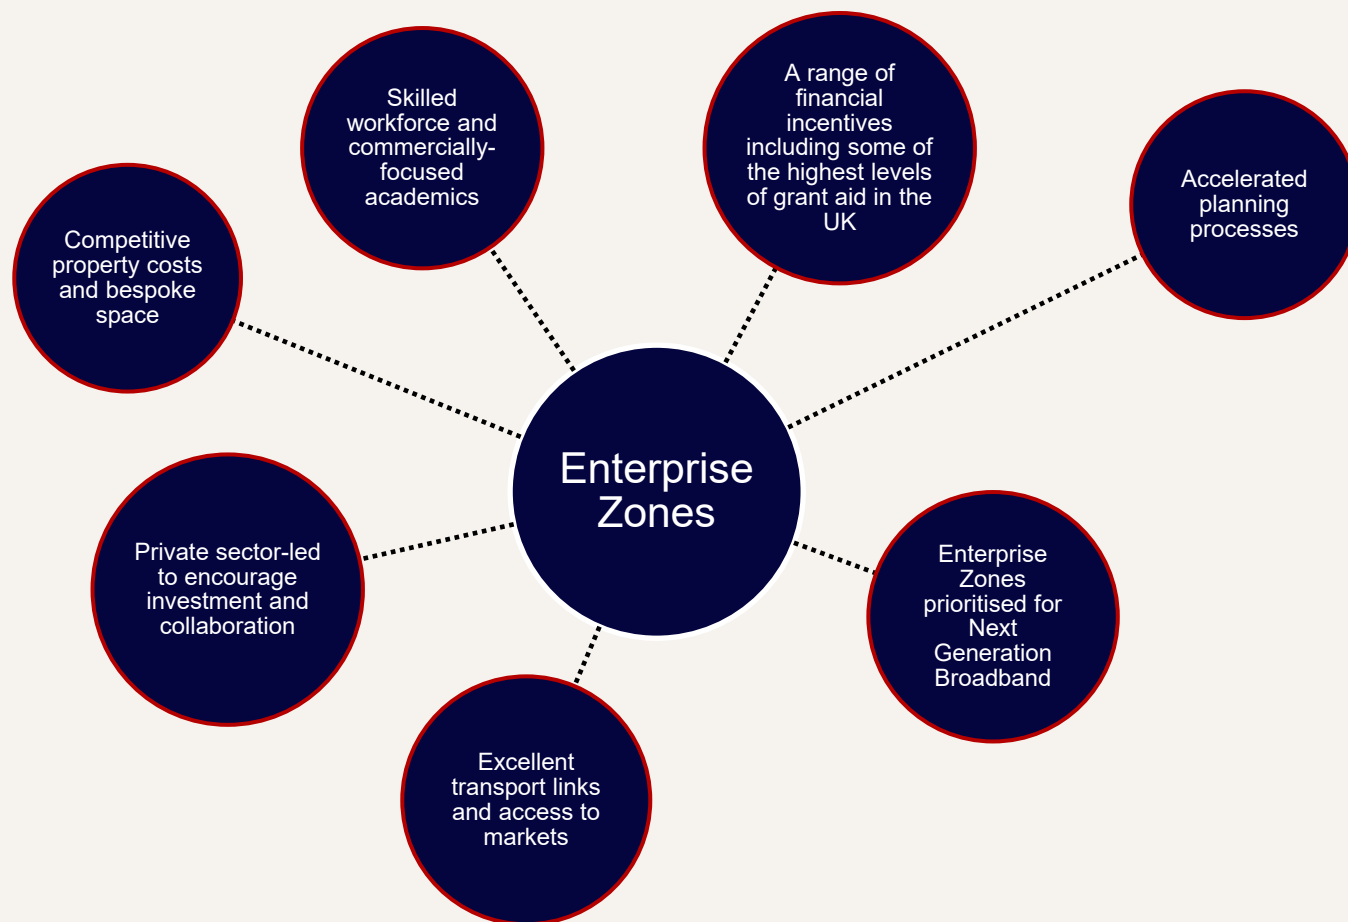 Skilled
workforce and
commercially-
focused
academics
A range of
financial
incentives
including some of
the highest levels
of grant aid in the
UK
Accelerated
planning
processes
Competitive
property costs
and bespoke
space
Enterprise
Zones
Private sector-led
to encourage
investment and
collaboration
Enterprise
Zones
prioritised for
Next
Generation
Broadband
Excellent
transport links
and access to
markets